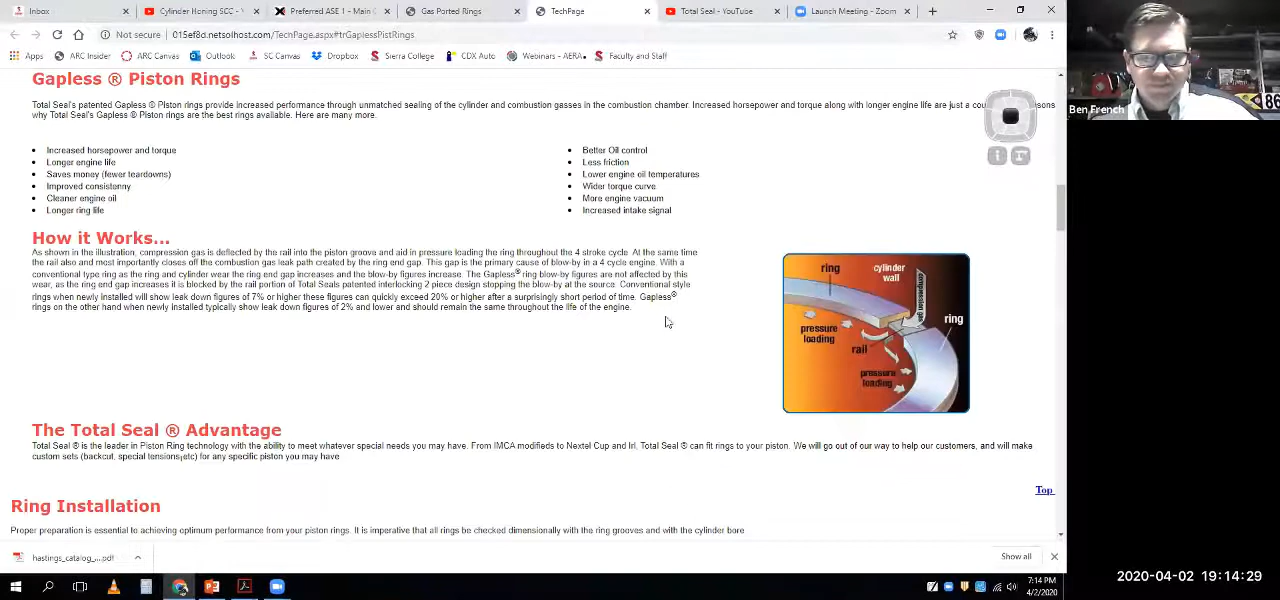 Inbox
Cylinder Honing SCC -
Preferred ASE 1 - Main
Gas Ported Rings
TechPage
Total Seal - YouTube
Launch Meeting - Zoom
Not secure | 015ef8d.netsolhost.com/TechPage.aspx#trGaplessPistRings
Apps
ARC Insider
ARC Canvas
Outlook
SC Canvas
Dropbox
Sierra College
CDX Auto
Webinars - AERA
Faculty and Staff
Gapless ® Piston Rings
Total Seal's patented Gapless ® Piston rings provide increased performance through unmatched sealing of the cylinder and combustion gasses in the combustion chamber. Increased horsepower and torque along with longer engine life are just a cou sons
why Total Seal's Gapless ® Piston rings are the best rings available. Here are many more.
Increased horsepower and torque
Longer engine life
Saves money (fewer teardowns)
Improved consistenny
Cleaner engine oil
Longer ring life
Better Oil control
Less friction
Lower engine oil temperatures
Wider torque curve
More engine vacuum
Increased intake signal
How it Works...
As shown in the illustration, compression gas is deflected by the rail into the piston groove and aid in pressure loading the ring throughout the 4 stroke cycle. At the same time
the rail also and most importantly closes off the combustion gas leak path created by the ring end gap. This gap is the primary cause of blow-by in a 4 cycle engine. With a
conventional type ring as the ring and cylinder wear the ring end gap increases and the blow-by figures increase. The Gapless® ring blow-by figures are not affected by this
wear, as the ring end gap increases it is blocked by the rail portion of Total Seals patented interlocking 2 piece design stopping the blow-by at the source. Conventional style
rings when newly installed will show leak down figures of 7% or higher these figures can quickly exceed 20% or higher after a surprisingly short period of time. Gapless®
rings on the other hand when newly installed typically show leak down figures of 2% and lower and should remain the same throughout the life of the engine.
ring
cylinder
wall
compression gas
ring
pressure
loading
rail
pressure
loading
The Total Seal ® Advantage
Total Seal ® is the leader in Piston Ring technology with the ability to meet whatever special needs you may have. From IMCA modifieds to Nextel Cup and Irl, Total Seal ® can fit rings to your piston. We will go out of our way to help our customers, and will make
custom sets (backcut, special tensions,etc) for any specific piston you may have
Top
Ring Installation
Proper preparation is essential to achieving optimum performance from your piston rings. It is imperative that all rings be checked dimensionally with the ring grooves and with the cylinder bore
hastings_catalog_...pdf
Show all
7:14 PM
4/2/2020
Ben French
86
2020-04-02 19:14:29